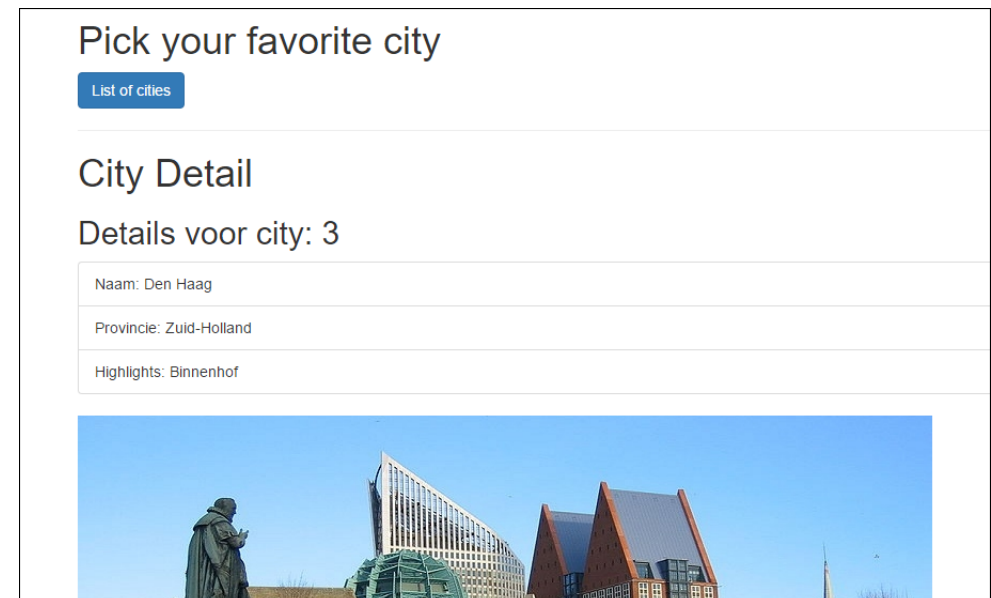 Pick your favorite city
List of cities
City Detail
Details voor city: 3
Naam: Den Haag
Provincie: Zuid-Holland
Highlights: Binnenhof